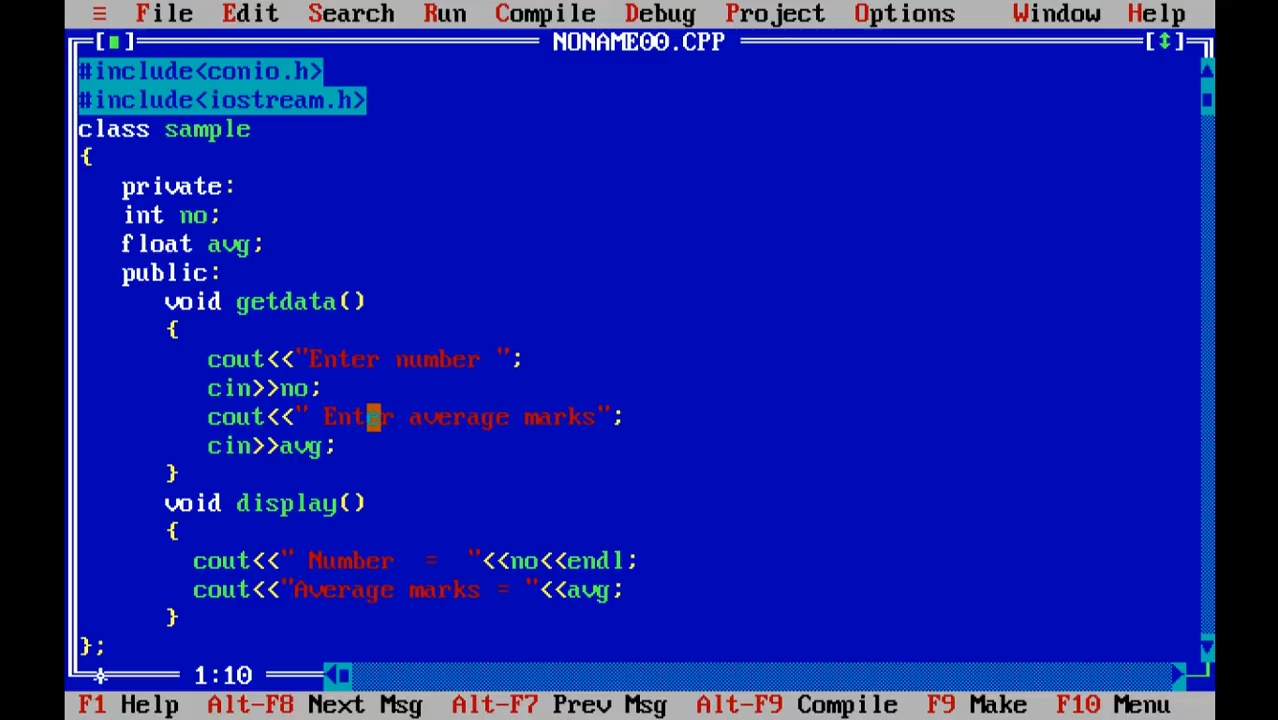 ≡ File Edit Search Run Compile Debug Project Options Window Help
[■] NONAME00.CPP [↕]
#include<conio.h>
#include<iostream.h>
class sample
{
private:
int no;
float avg;
public:
void getdata()
{
cout<<"Enter number ";
cin>>no;
cout<<" Enter average marks";
cin>>avg;
}
void display()
{
cout<<" Number  =  "<<no<<endl;
cout<<"Average marks = "<<avg;
}
};
1:10
F1 Help Alt-F8 Next Msg Alt-F7 Prev Msg Alt-F9 Compile F9 Make F10 Menu